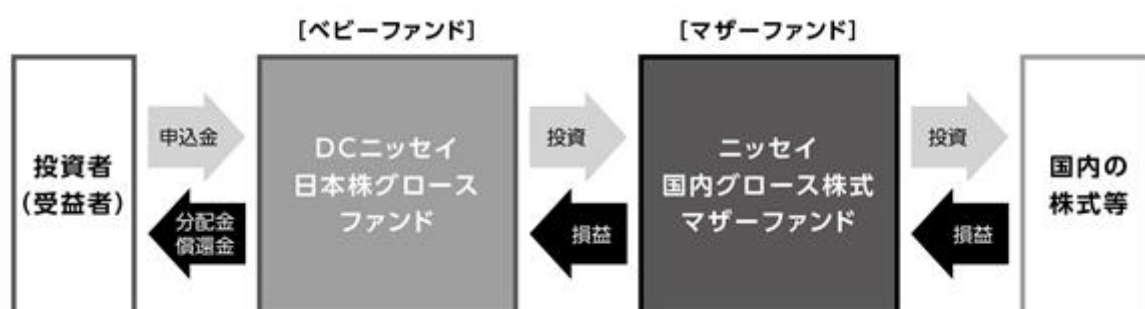 [ベビーファンド]
[マザーファンド]
投資者
(受益者)
申込金
分配金
償還金
DCニッセイ
日本株グロース
ファンド
投資
損益
ニッセイ
国内グロース株式
マザーファンド
投資
損益
国内の
株式等